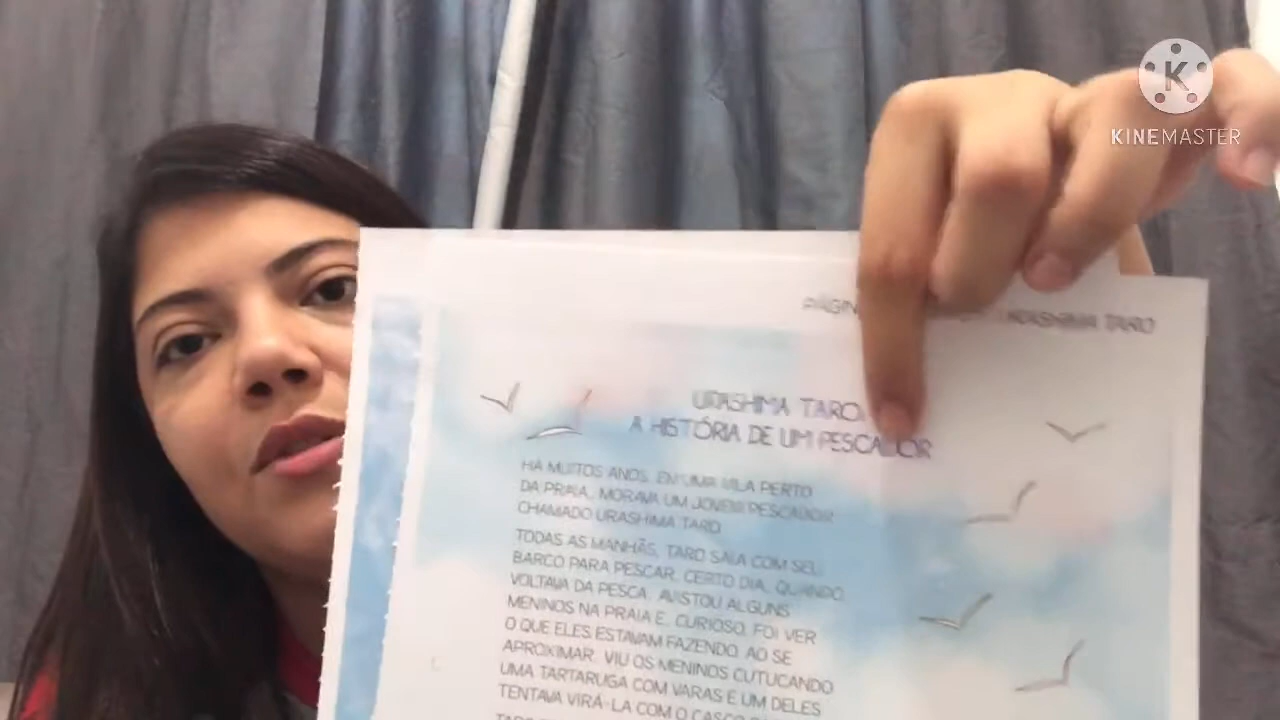 KINEMASTER
URASHIMA TARO
URASHIMA TARO:
A HISTÓRIA DE UM PESCADOR
HÁ MUITOS ANOS, EM UMA VILA PERTO
DA PRAIA, MORAVA UM JOVEM PESCADOR
CHAMADO URASHIMA TARO.
TODAS AS MANHÃS, TARO SAÍA COM SEU
BARCO PARA PESCAR. CERTO DIA, QUANDO
VOLTAVA DA PESCA, AVISTOU ALGUNS
MENINOS NA PRAIA E, CURIOSO, FOI VER
O QUE ELES ESTAVAM FAZENDO. AO SE
APROXIMAR, VIU OS MENINOS CUTUCANDO
UMA TARTARUGA COM VARAS E UM DELES
TENTAVA VIRÁ-LA COM O CASCO